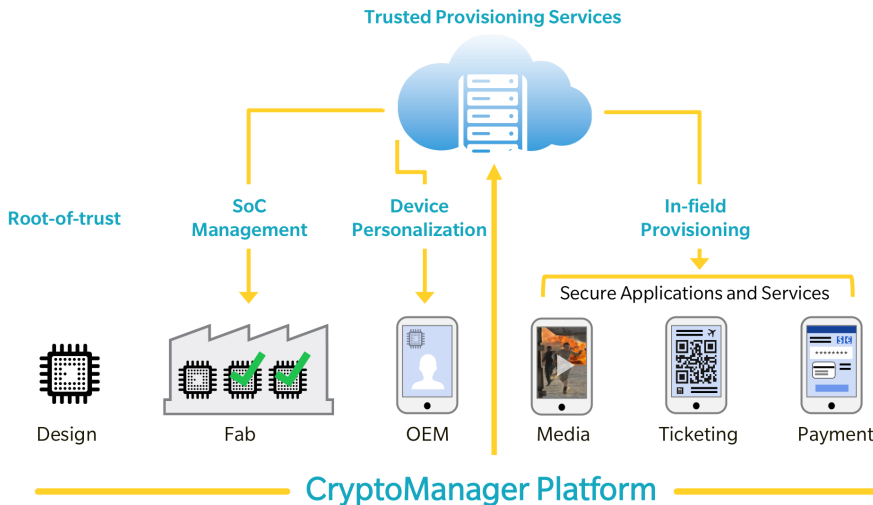 Trusted Provisioning Services
Root-of-trust
SoC
Management
Device
Personalization
In-field
Provisioning
Secure Applications and Services
S|C
********
Design
Fab
OEM
Media
Ticketing
Payment
CryptoManager Platform